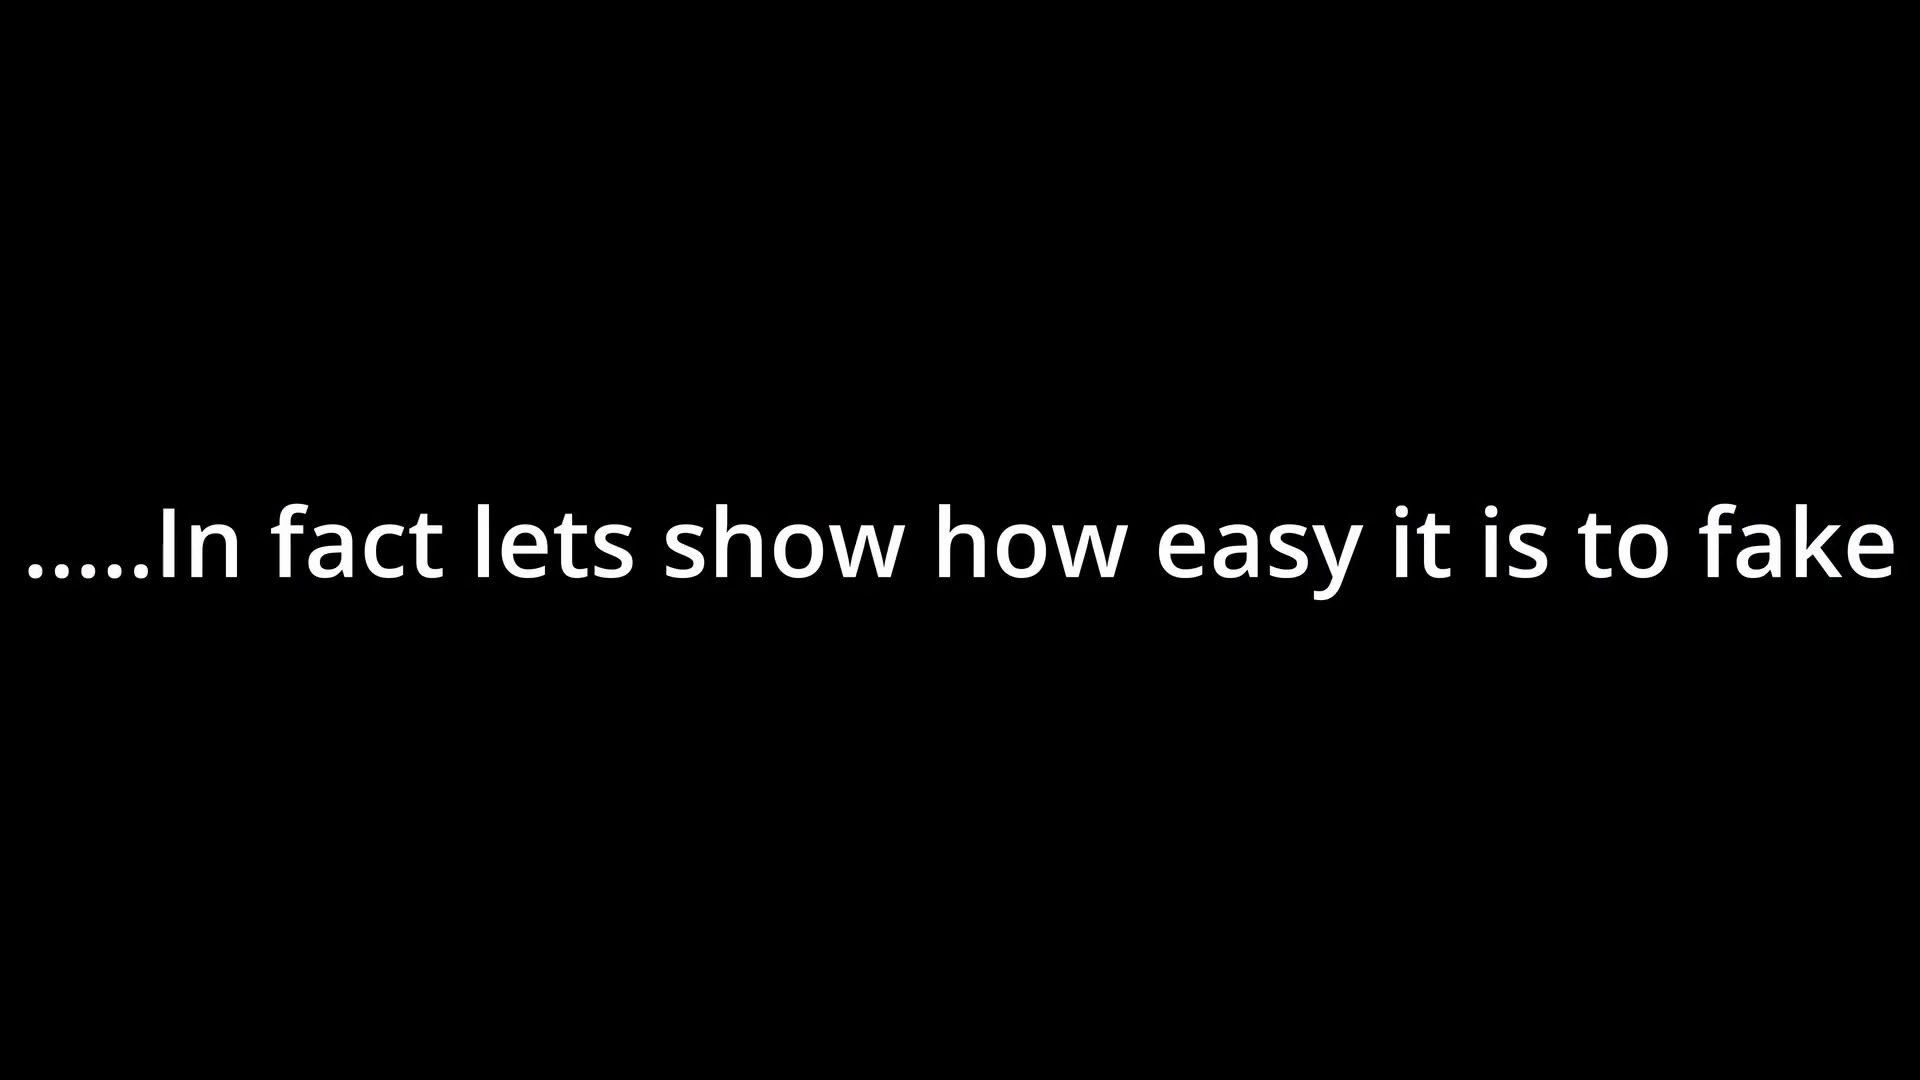 .....In fact lets show how easy it is to fake